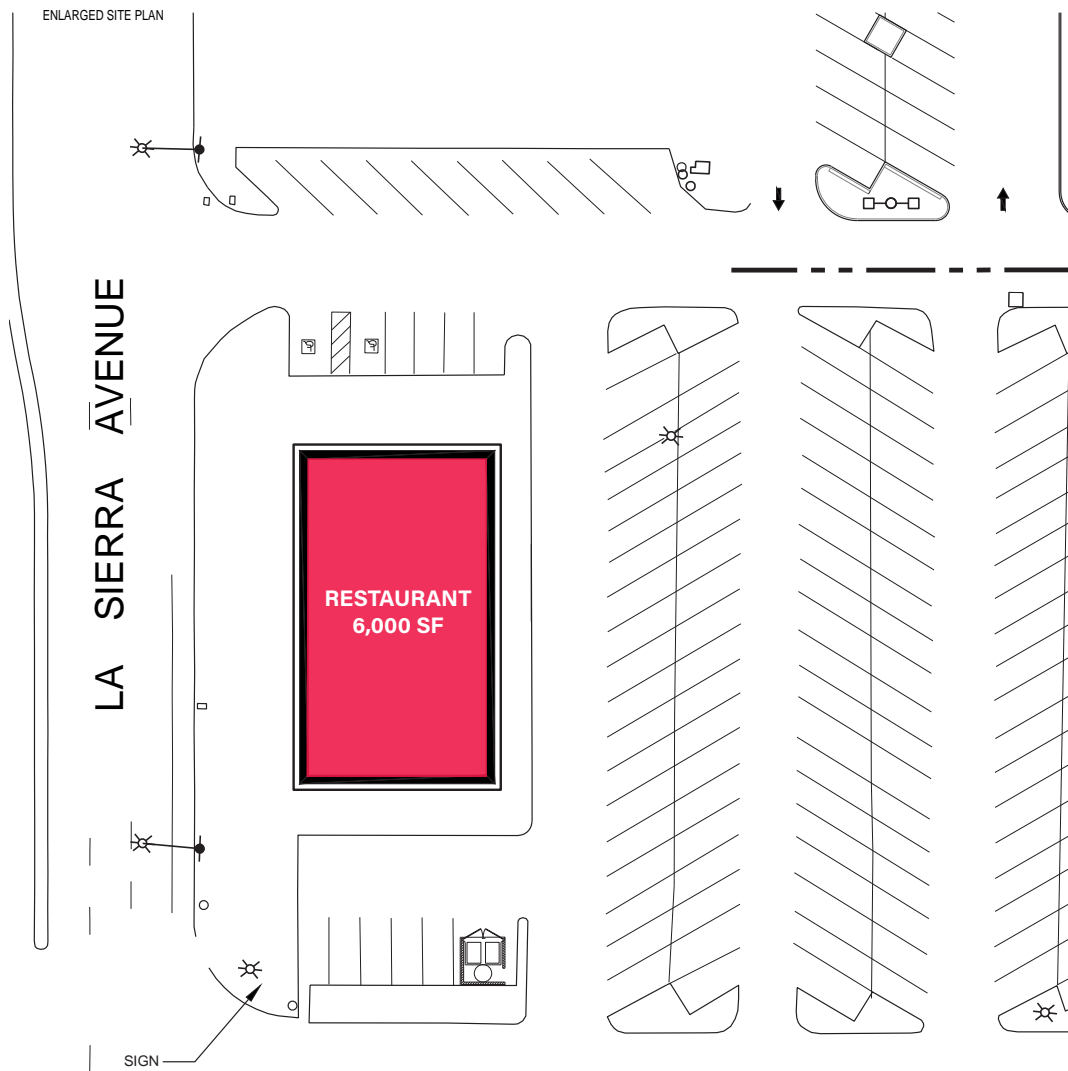 ENLARGED SITE PLAN
LA SIERRA AVENUE
RESTAURANT
6,000 SF
SIGN